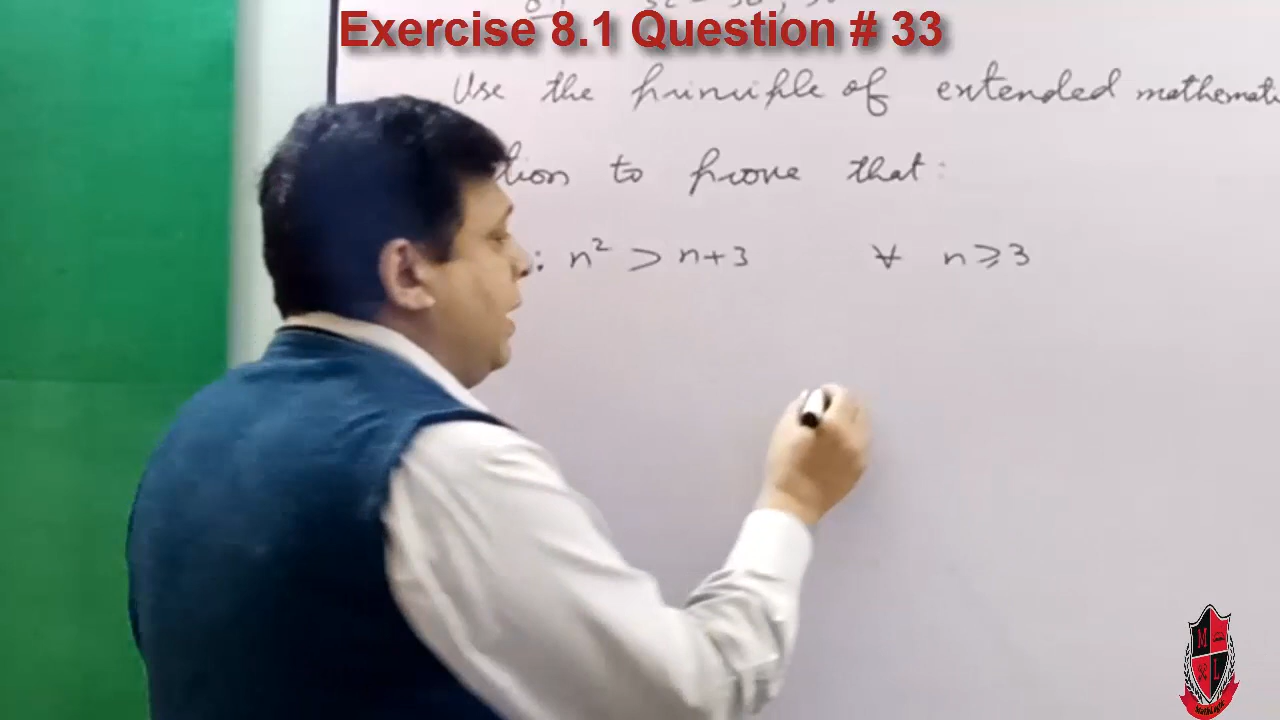 Exercise 8.1 Question # 33
Use the principle of extended mathemati
tion to prove that:
: n² > n+3 ∀ n ⩾ 3
M L